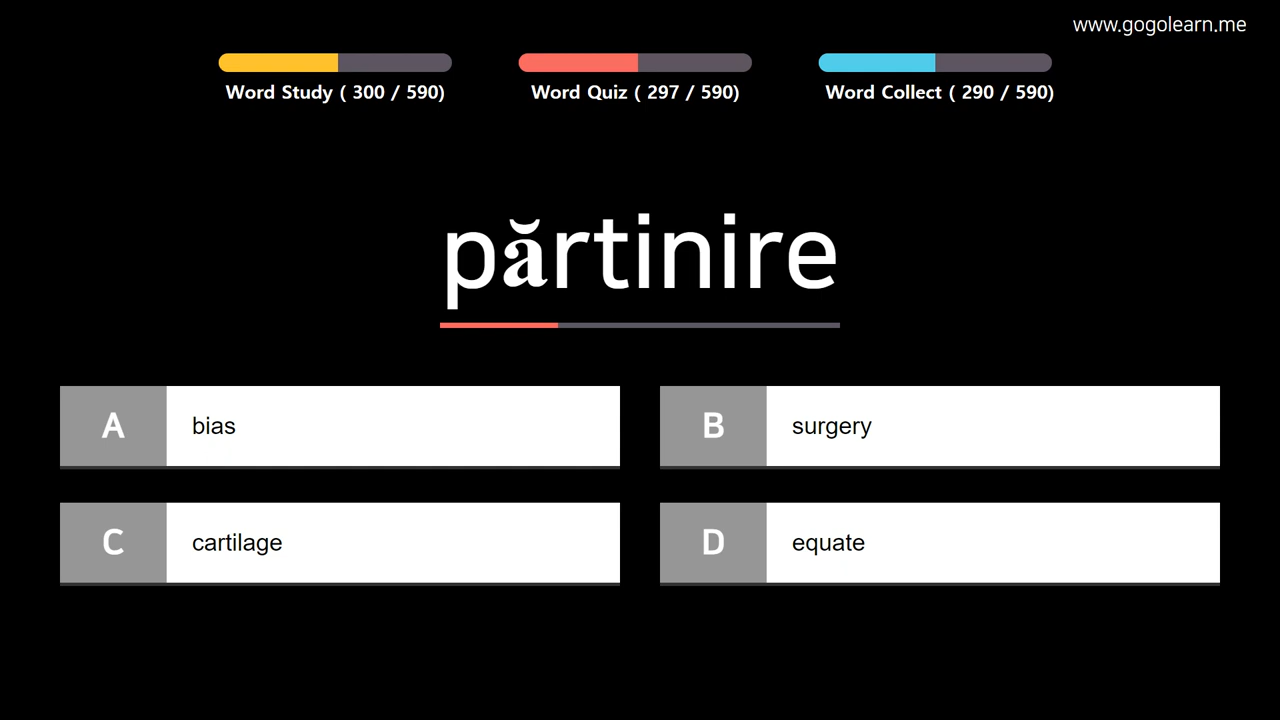 www.gogolearn.me
Word Study ( 300 / 590)
Word Quiz ( 297 / 590)
Word Collect ( 290 / 590)
părtinire
A bias
B surgery
C cartilage
D equate